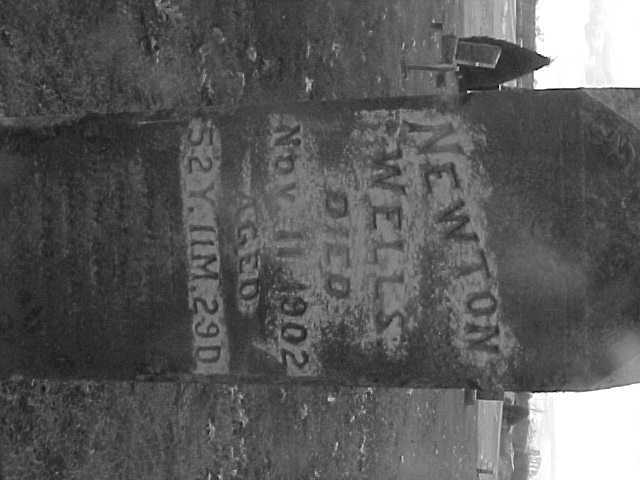 NEWTON
WELLS
DIED
NOV. 11, 1902
AGED
52 Y. 11 M. 29 D.